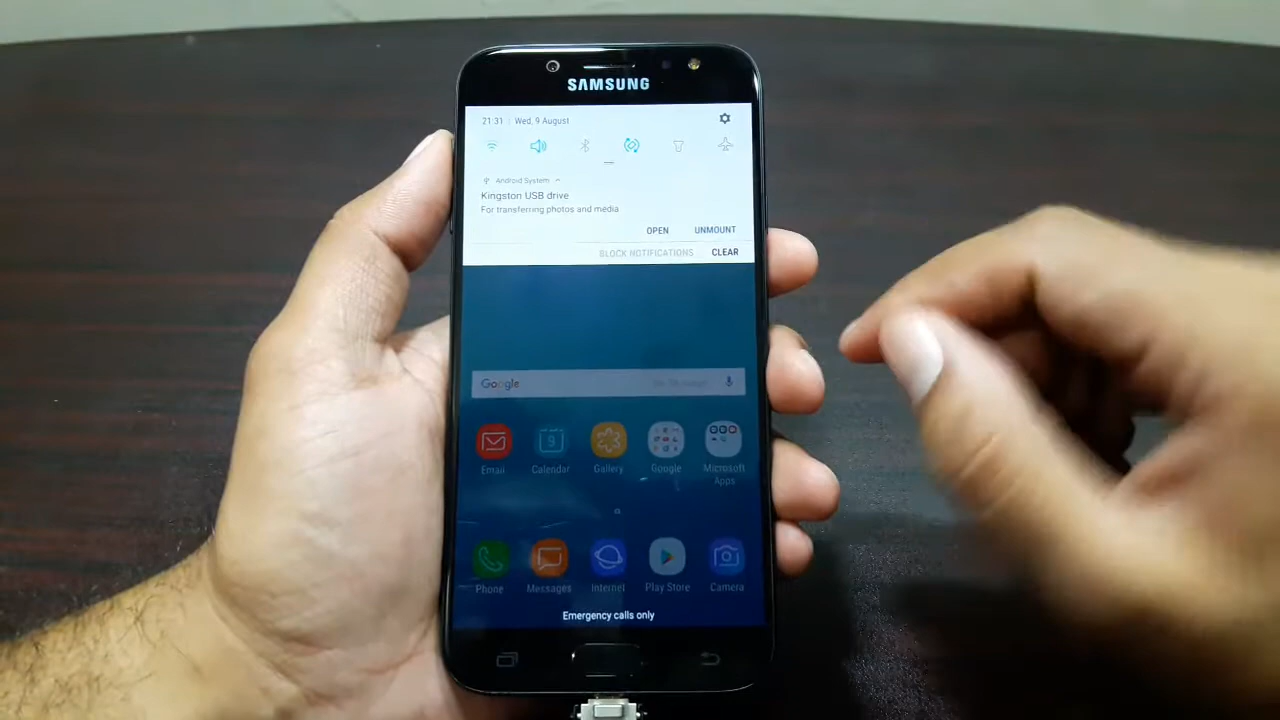 SAMSUNG
21:31 | Wed, 9 August
Android System
Kingston USB drive
For transferring photos and media
OPEN UNMOUNT
BLOCK NOTIFICATIONS CLEAR
Google
Email Calendar Gallery Google Microsoft Apps
9
Phone Messages Internet Play Store Camera
Emergency calls only